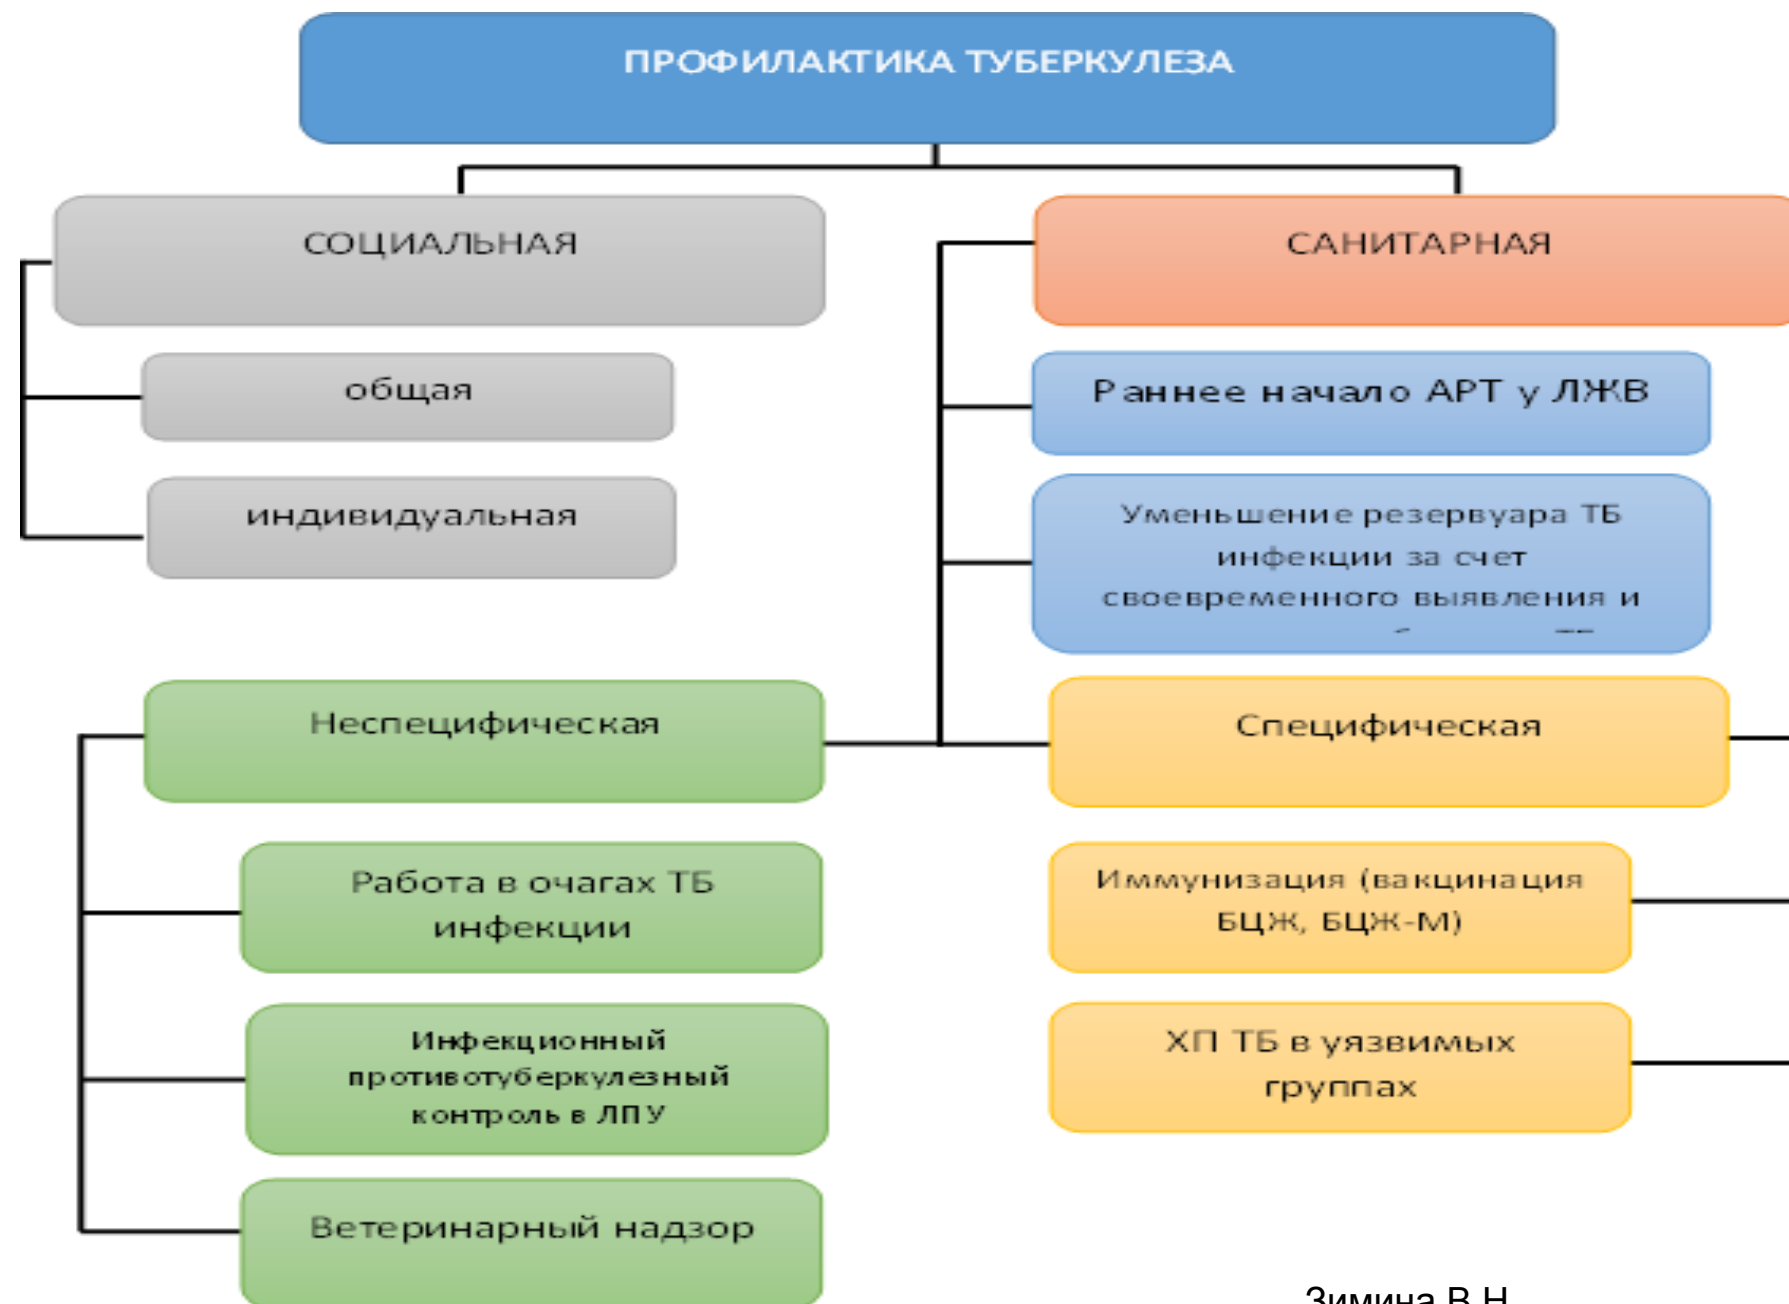 ПРОФИЛАКТИКА ТУБЕРКУЛЕЗА
СОЦИАЛЬНАЯ
общая
индивидуальная
САНИТАРНАЯ
Раннее начало АРТ у ЛЖВ
Уменьшение резервуара ТБ
инфекции за счет
своевременного выявления и
Неспецифическая
Работа в очагах ТБ
инфекции
Инфекционный
противотуберкулезный
контроль в ЛПУ
Ветеринарный надзор
Специфическая
Иммунизация (вакцинация
БЦЖ, БЦЖ-М)
ХП ТБ в уязвимых
группах
Зимина В.Н.